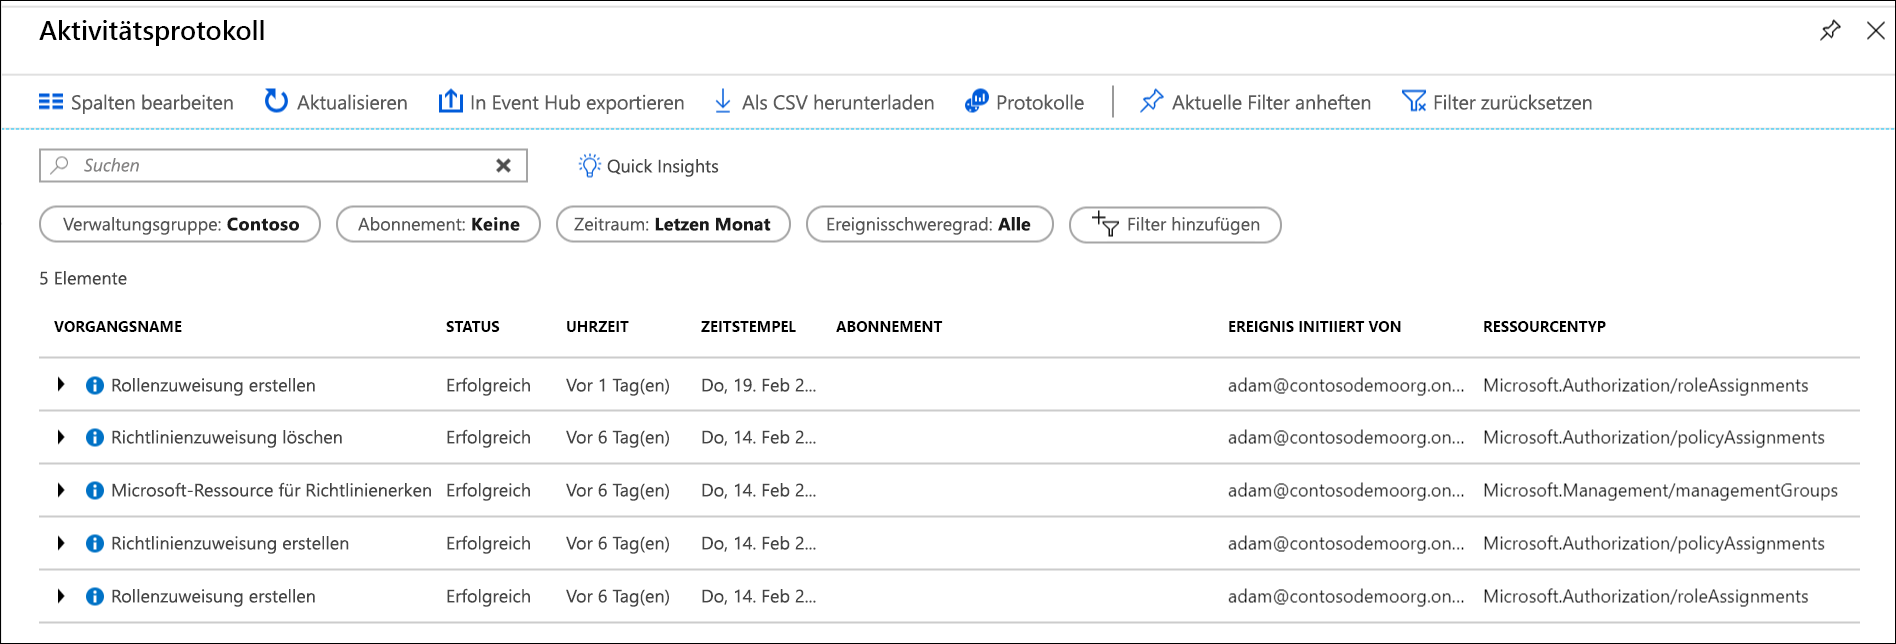 Aktivitätsprotokoll
Spalten bearbeiten Aktualisieren In Event Hub exportieren Als CSV herunterladen Protokolle Aktuelle Filter anheften Filter zurücksetzen
Suchen Quick Insights
Verwaltungsgruppe: Contoso Abonnement: Keine Zeitraum: Letzen Monat Ereignisschweregrad: Alle Filter hinzufügen
5 Elemente
VORGANGSNAME STATUS UHRZEIT ZEITSTEMPEL ABONNEMENT EREIGNIS INITIIERT VON RESSOURCENTYP
Rollenzuweisung erstellen Erfolgreich Vor 1 Tag(en) Do, 19. Feb 2... adam@contosodemoorg.on... Microsoft.Authorization/roleAssignments
Richtlinienzuweisung löschen Erfolgreich Vor 6 Tag(en) Do, 14. Feb 2... adam@contosodemoorg.on... Microsoft.Authorization/policyAssignments
Microsoft-Ressource für Richtlinienerken Erfolgreich Vor 6 Tag(en) Do, 14. Feb 2... adam@contosodemoorg.on... Microsoft.Management/managementGroups
Richtlinienzuweisung erstellen Erfolgreich Vor 6 Tag(en) Do, 14. Feb 2... adam@contosodemoorg.on... Microsoft.Authorization/policyAssignments
Rollenzuweisung erstellen Erfolgreich Vor 6 Tag(en) Do, 14. Feb 2... adam@contosodemoorg.on... Microsoft.Authorization/roleAssignments